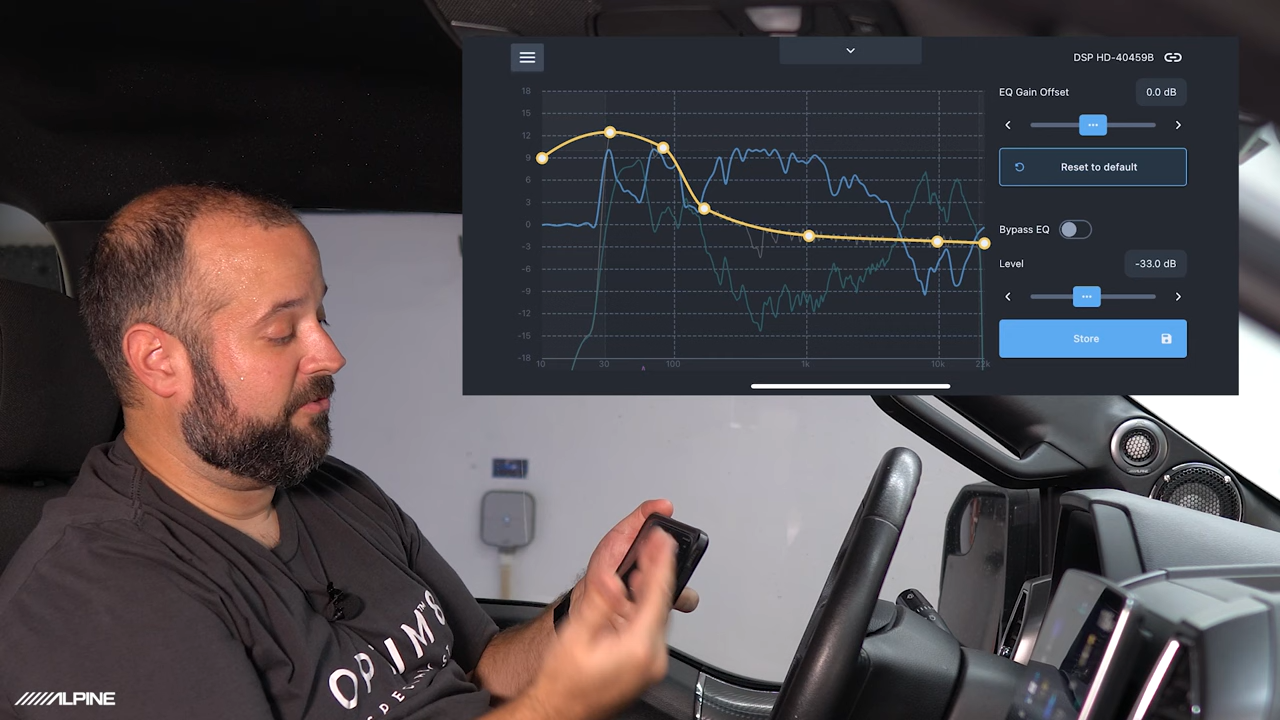 DSP HD-40459B
EQ Gain Offset
0.0 dB
Reset to default
Bypass EQ
Level
-33.0 dB
Store
18
15
12
9
6
3
0
-3
-6
-9
-12
-15
-18
10 30 100 1k 10k 22k
OPTIM™8
ALPINE